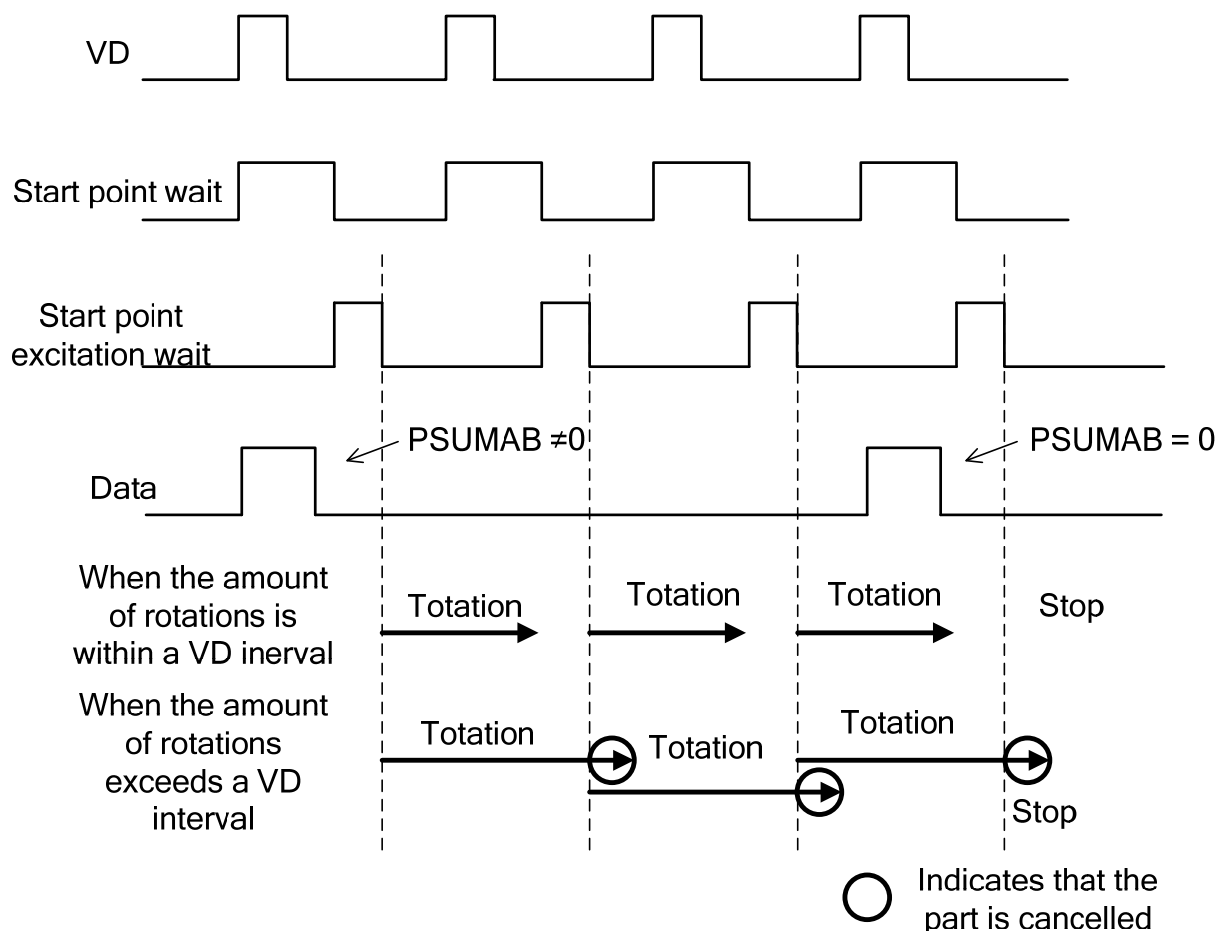 VD
Start point wait
Start point
excitation wait
PSUMAB ≠0
PSUMAB = 0
Data
When the amount
of rotations is
within a VD inerval
Totation
Totation
Totation
Stop
When the amount
of rotations
exceeds a VD
interval
Totation
Totation
Totation
Stop
Indicates that the
part is cancelled